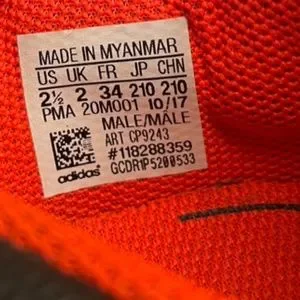 MADE IN MYANMAR
US UK FR JP CHN
2½ 2 34 210 210
PMA 20M001 10/17
MALE/MÂLE
ART CP9243
#118288359
GCDR1P5200533
adidas